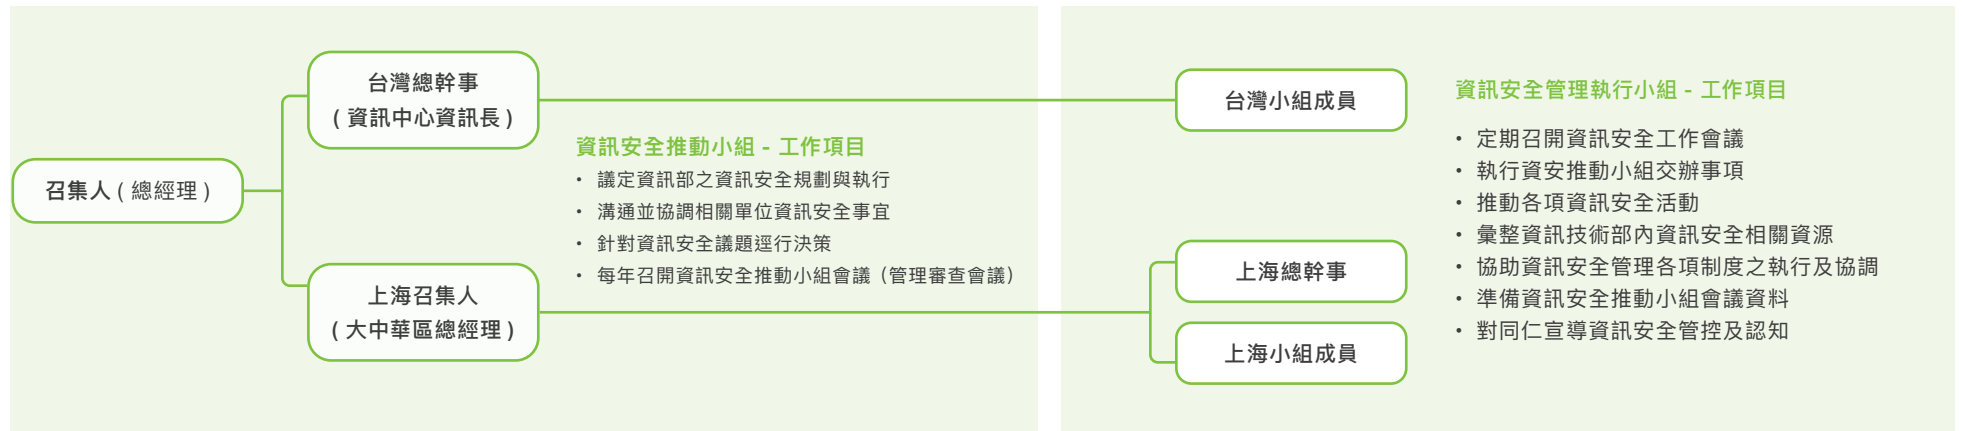 召集人 ( 總經理 )
台灣總幹事
( 資訊中心資訊長 )
上海召集人
( 大中華區總經理 )
資訊安全推動小組 - 工作項目
• 議定資訊部之資訊安全規劃與執行
• 溝通並協調相關單位資訊安全事宜
• 針對資訊安全議題逕行決策
• 每年召開資訊安全推動小組會議（管理審查會議）
台灣小組成員
上海總幹事
上海小組成員
資訊安全管理執行小組 - 工作項目
• 定期召開資訊安全工作會議
• 執行資安推動小組交辦事項
• 推動各項資訊安全活動
• 彙整資訊技術部內資訊安全相關資源
• 協助資訊安全管理各項制度之執行及協調
• 準備資訊安全推動小組會議資料
• 對同仁宣導資訊安全管控及認知